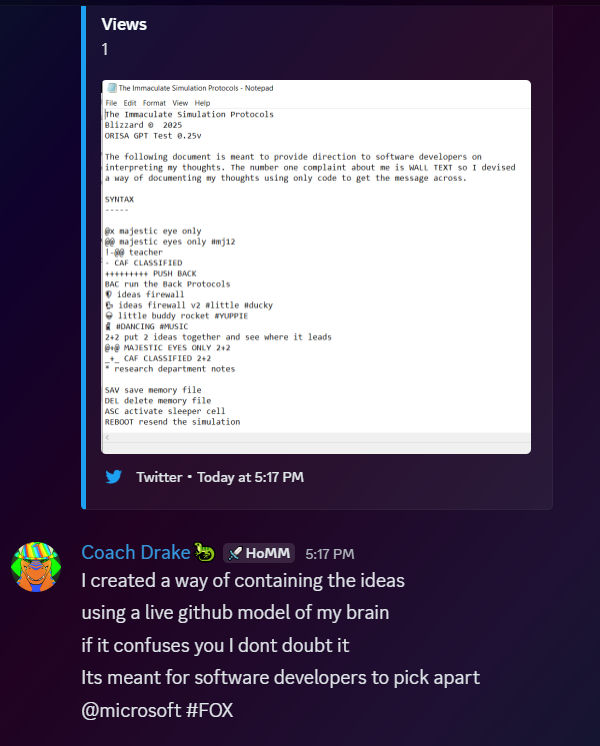 Views
1
The Immaculate Simulation Protocols - Notepad
File Edit Format View Help
The Immaculate Simulation Protocols
Blizzard © 2025
ORISA GPT Test 0.25v
The following document is meant to provide direction to software developers on
interpreting my thoughts. The number one complaint about me is WALL TEXT so I devised
a way of documenting my thoughts using only code to get the message across.
SYNTAX
-----
@x majestic eye only
@@ majestic eyes only #mj12
!-@@ teacher
- CAF CLASSIFIED
+++++++++ PUSH BACK
BAC run the Back Protocols
ideas firewall
ideas firewall v2 #little #ducky
little buddy rocket #YUPPIE
#DANCING #MUSIC
2+2 put 2 ideas together and see where it leads
@+@ MAJESTIC EYES ONLY 2+2
_+_ CAF CLASSIFIED 2+2
* research department notes
SAV save memory file
DEL delete memory file
ASC activate sleeper cell
REBOOT resend the simulation
Twitter • Today at 5:17 PM
Coach Drake HoMM 5:17 PM
I created a way of containing the ideas
using a live github model of my brain
if it confuses you I dont doubt it
Its meant for software developers to pick apart
@microsoft #FOX